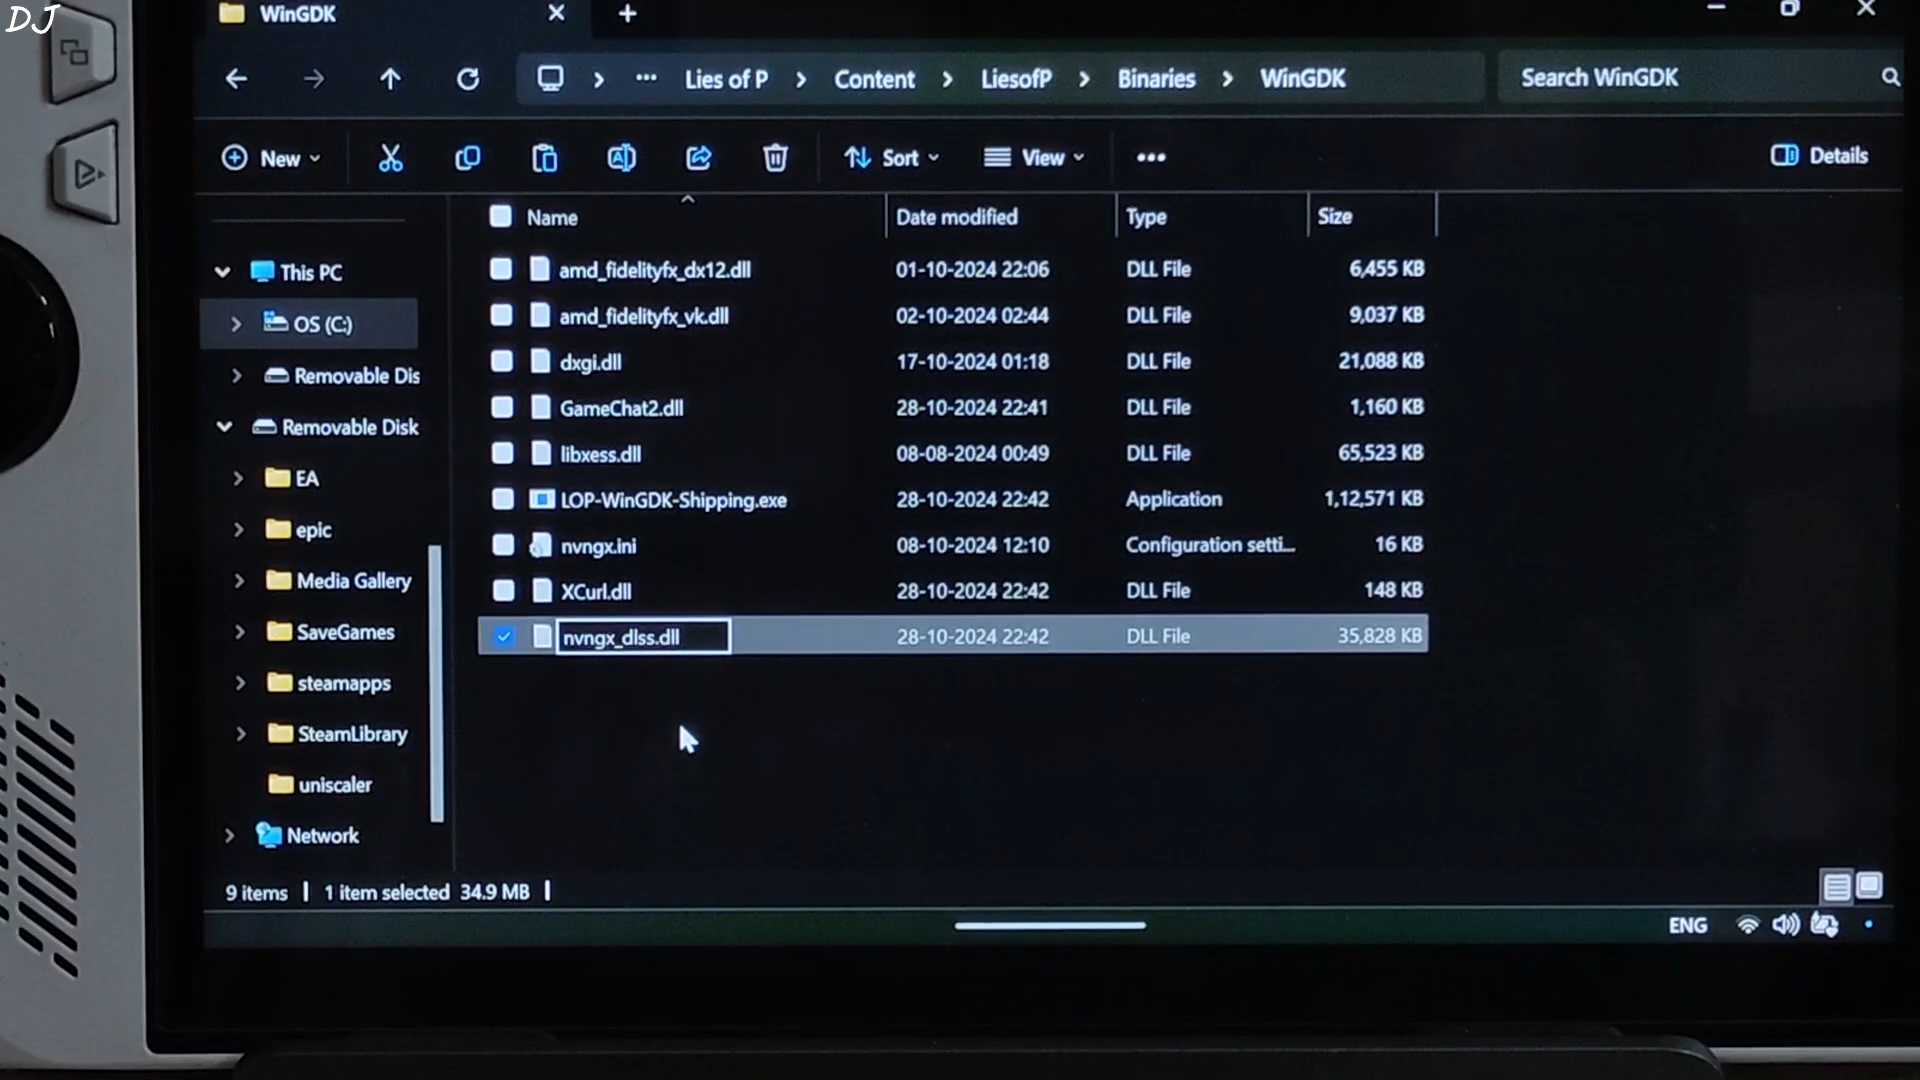 DJ
WinGDK
Lies of P > Content > LiesofP > Binaries > WinGDK
Search WinGDK
New
Sort
View
Details
Name Date modified Type Size
amd_fidelityfx_dx12.dll 01-10-2024 22:06 DLL File 6,455 KB
amd_fidelityfx_vk.dll 02-10-2024 02:44 DLL File 9,037 KB
dxgi.dll 17-10-2024 01:18 DLL File 21,088 KB
GameChat2.dll 28-10-2024 22:41 DLL File 1,160 KB
libxess.dll 08-08-2024 00:49 DLL File 65,523 KB
LOP-WinGDK-Shipping.exe 28-10-2024 22:42 Application 1,12,571 KB
nvngx.ini 08-10-2024 12:10 Configuration setti... 16 KB
XCurl.dll 28-10-2024 22:42 DLL File 148 KB
nvngx_dlss.dll 28-10-2024 22:42 DLL File 35,828 KB
This PC
OS (C:)
Removable Dis
Removable Disk
EA
epic
Media Gallery
SaveGames
steamapps
SteamLibrary
uniscaler
Network
9 items | 1 item selected 34.9 MB |
ENG